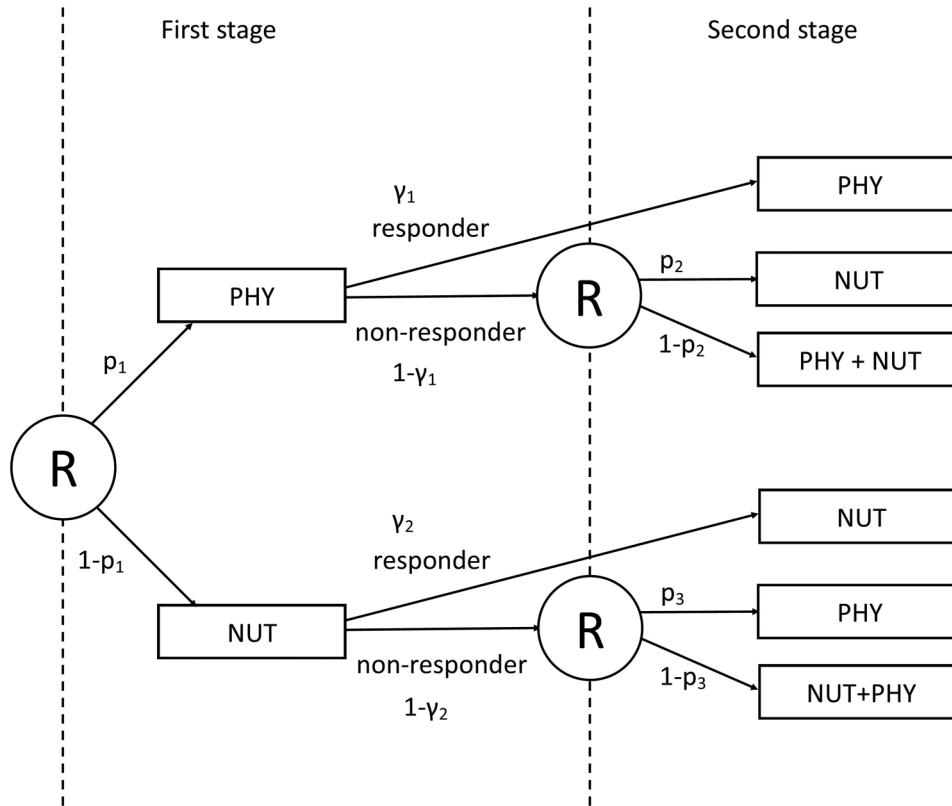 First stage
Second stage
PHY
γ₁
responder
PHY
R
p₂
NUT
non-responder
1-γ₁
1-p₂
PHY + NUT
p₁
R
1-p₁
NUT
γ₂
responder
NUT
R
p₃
PHY
non-responder
1-γ₂
1-p₃
NUT+PHY